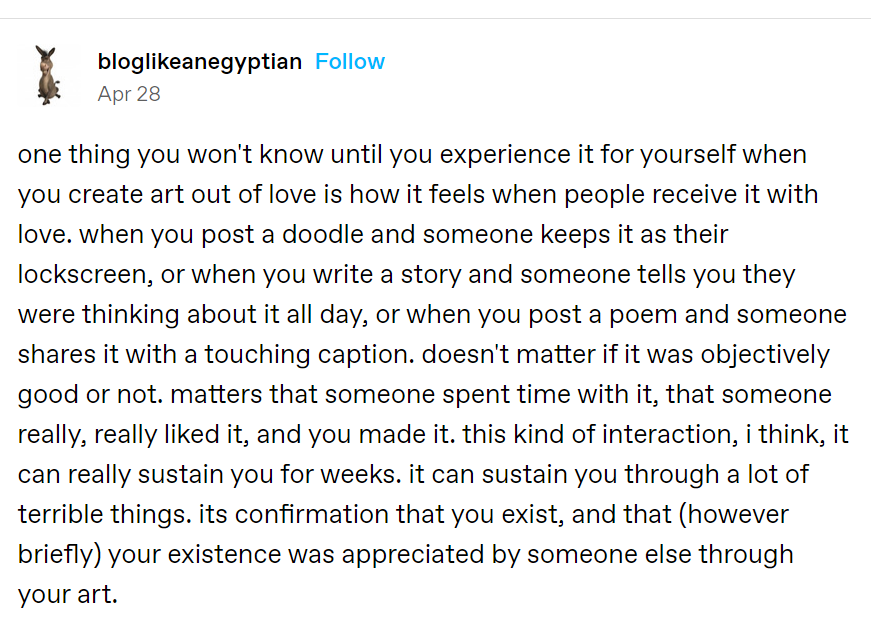 bloglikeanegyptian Follow
Apr 28
one thing you won't know until you experience it for yourself when
you create art out of love is how it feels when people receive it with
love. when you post a doodle and someone keeps it as their
lockscreen, or when you write a story and someone tells you they
were thinking about it all day, or when you post a poem and someone
shares it with a touching caption. doesn't matter if it was objectively
good or not. matters that someone spent time with it, that someone
really, really liked it, and you made it. this kind of interaction, i think, it
can really sustain you for weeks. it can sustain you through a lot of
terrible things. its confirmation that you exist, and that (however
briefly) your existence was appreciated by someone else through
your art.